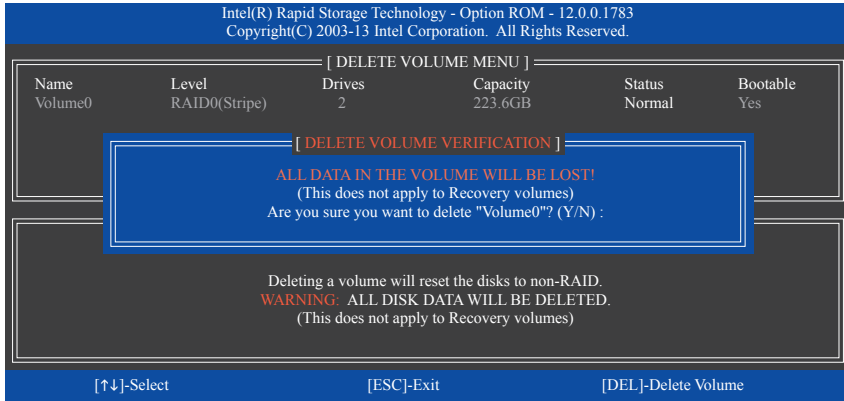 Intel(R) Rapid Storage Technology - Option ROM - 12.0.0.1783
Copyright(C) 2003-13 Intel Corporation. All Rights Reserved.
[ DELETE VOLUME MENU ]
Name Level Drives Capacity Status Bootable
Volume0 RAID0(Stripe) 2 223.6GB Normal Yes
[ DELETE VOLUME VERIFICATION ]
ALL DATA IN THE VOLUME WILL BE LOST!
(This does not apply to Recovery volumes)
Are you sure you want to delete "Volume0"? (Y/N) :
Deleting a volume will reset the disks to non-RAID.
WARNING: ALL DISK DATA WILL BE DELETED.
(This does not apply to Recovery volumes)
[↑↓]-Select [ESC]-Exit [DEL]-Delete Volume